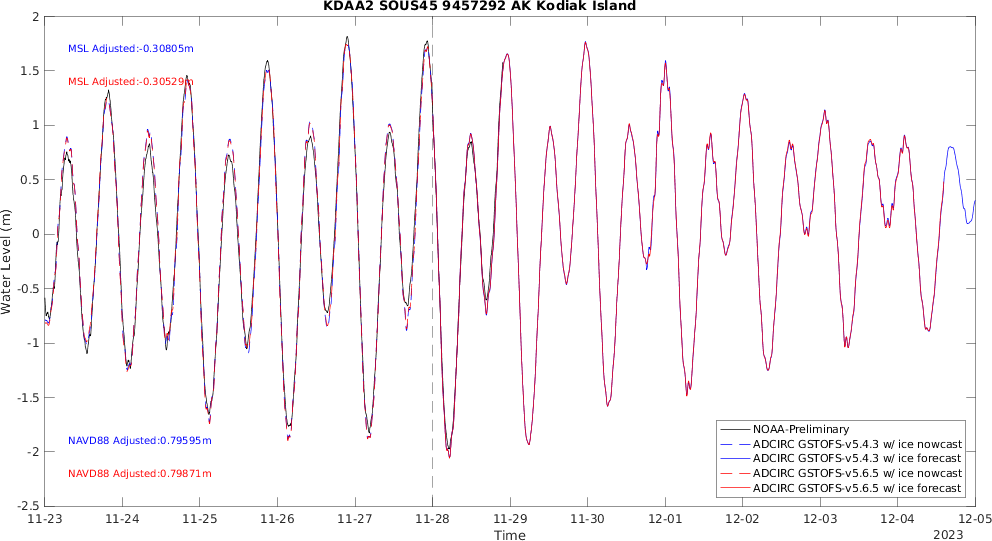 KDAA2 SOUS45 9457292 AK Kodiak Island
2
1.5
1
0.5
0
-0.5
-1
-1.5
-2
-2.5
Water Level (m)
MSL Adjusted:-0.30805m
MSL Adjusted:-0.30529m
NAVD88 Adjusted:0.79595m
NAVD88 Adjusted:0.79871m
NOAA-Preliminary
ADCIRC GSTOFS-v5.4.3 w/ ice nowcast
ADCIRC GSTOFS-v5.4.3 w/ ice forecast
ADCIRC GSTOFS-v5.6.5 w/ ice nowcast
ADCIRC GSTOFS-v5.6.5 w/ ice forecast
11-23 11-24 11-25 11-26 11-27 11-28 11-29 11-30 12-01 12-02 12-03 12-04 12-05
Time
2023